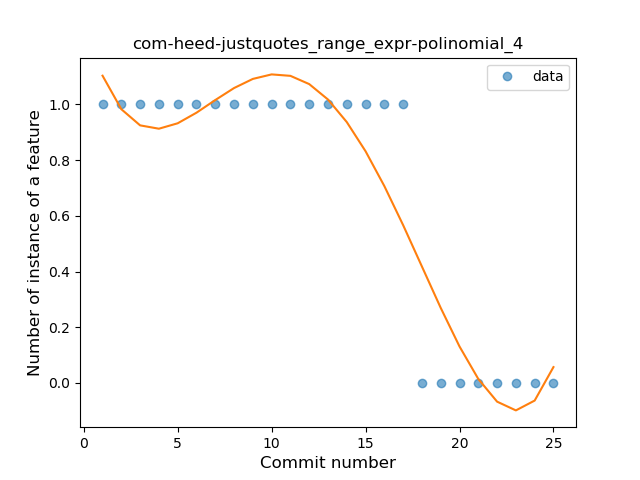 com-heed-justquotes_range_expr-polinomial_4
data
Number of instance of a feature
1.0
0.8
0.6
0.4
0.2
0.0
0 5 10 15 20 25
Commit number